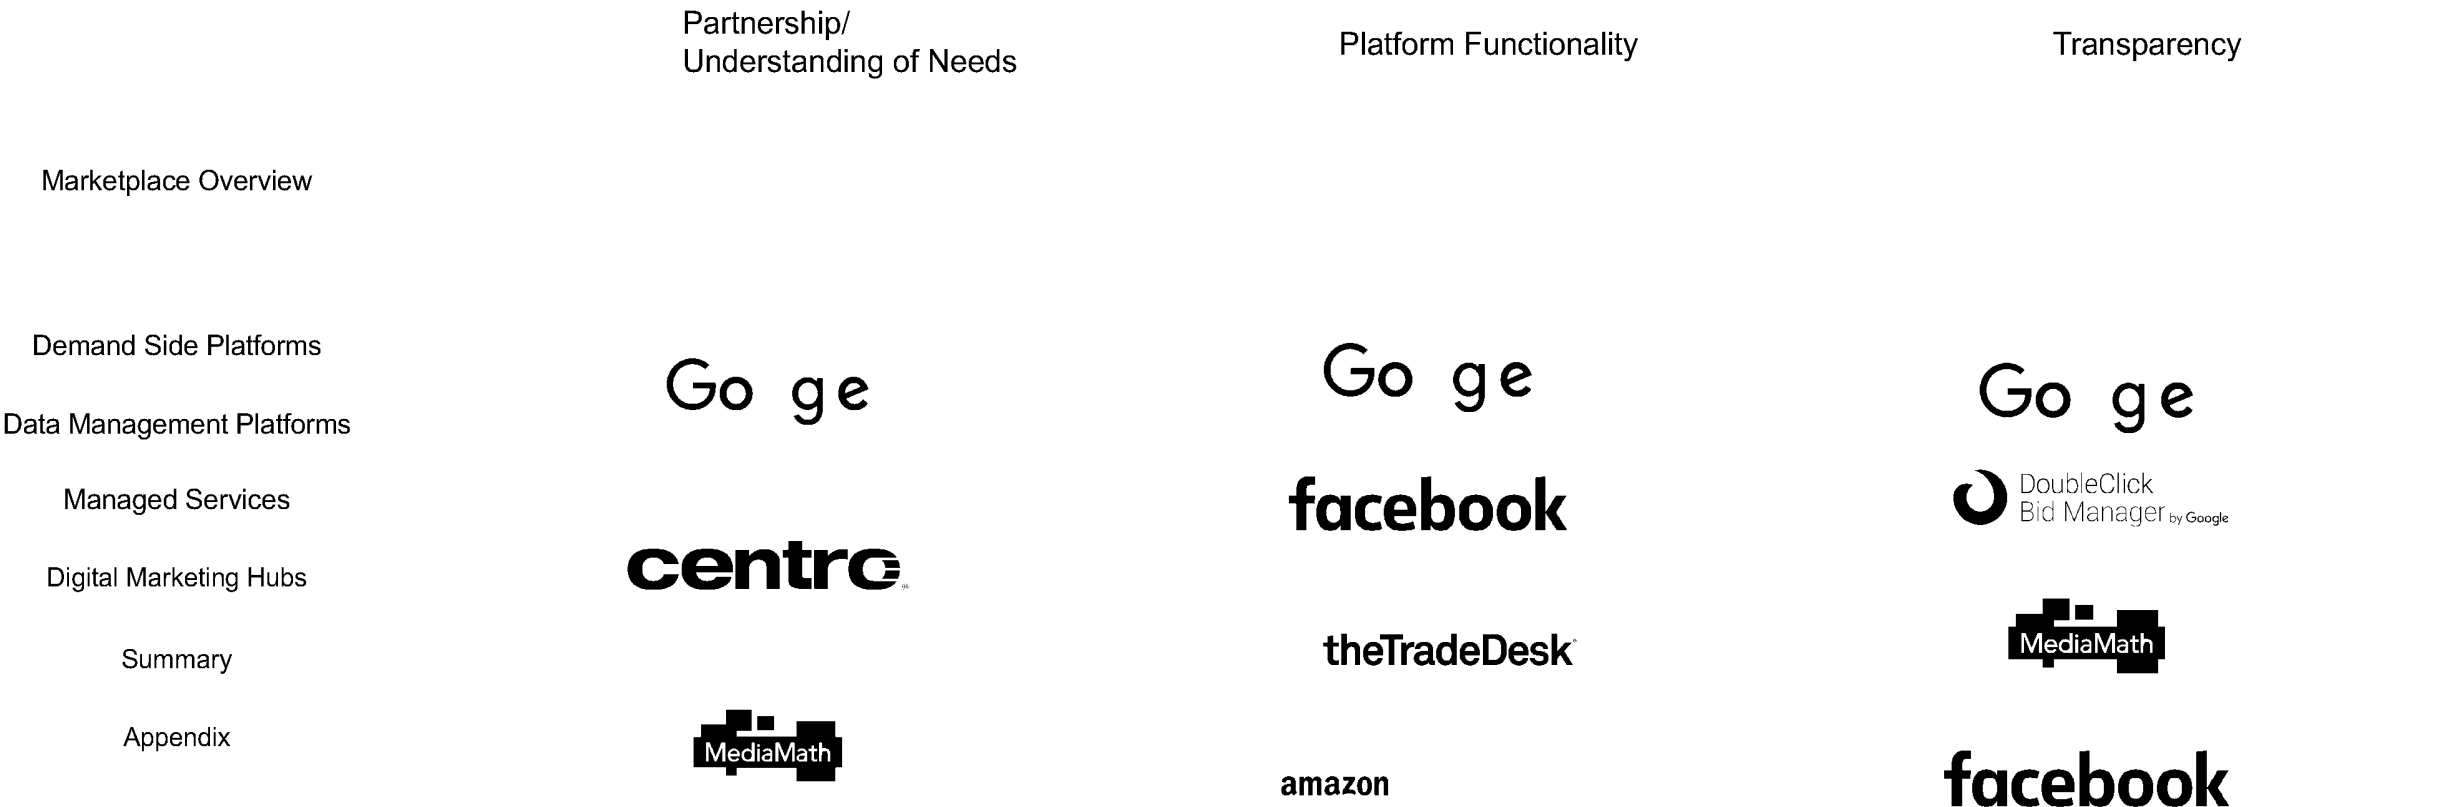 Partnership/
Understanding of Needs
Platform Functionality
Transparency
Marketplace Overview
Demand Side Platforms
Data Management Platforms
Managed Services
Digital Marketing Hubs
Summary
Appendix
Go ge
centro
MediaMath
Go ge
facebook
theTradeDesk
amazon
Go ge
DoubleClick
Bid Manager by Google
MediaMath
facebook